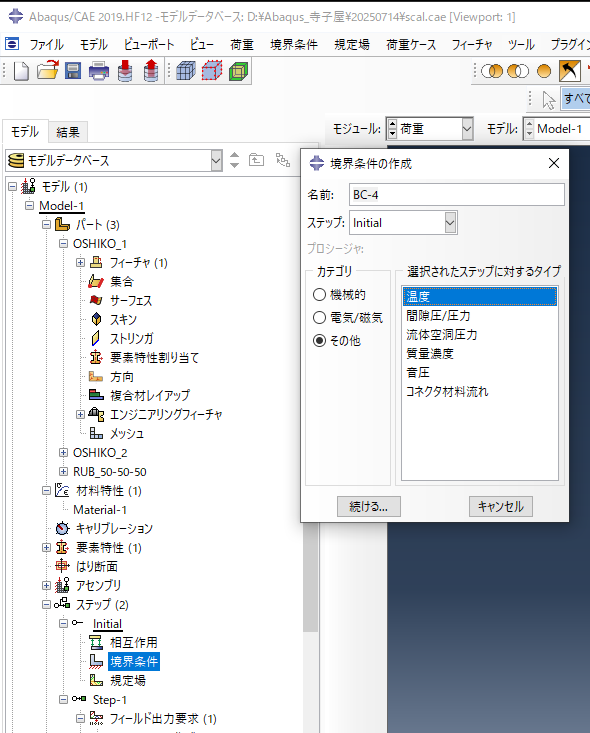 Abaqus/CAE 2019.HF12 -モデルデータベース: D:¥Abaqus_寺子屋¥20250714¥scal.cae [Viewport: 1]
ファイル モデル ビューポート ビュー 荷重 境界条件 規定場 荷重ケース フィーチャ ツール プラグイン
すべて
モデル 結果
モジュール: 荷重 モデル: Model-1
モデルデータベース
モデル (1)
Model-1
パート (3)
OSHIKO_1
フィーチャ (1)
集合
サーフェス
スキン
ストリンガ
要素特性割り当て
方向
複合材レイアップ
エンジニアリングフィーチャ
メッシュ
OSHIKO_2
RUB_50-50-50
材料特性 (1)
Material-1
キャリブレーション
要素特性 (1)
はり断面
アセンブリ
ステップ (2)
Initial
相互作用
境界条件
規定場
Step-1
フィールド出力要求 (1)
境界条件の作成
名前: BC-4
ステップ: Initial
プロシージャ:
カテゴリ
機械的
電気/磁気
その他
選択されたステップに対するタイプ
温度
間隙圧/圧力
流体空洞圧力
質量濃度
音圧
コネクタ材料流れ
続ける...
キャンセル